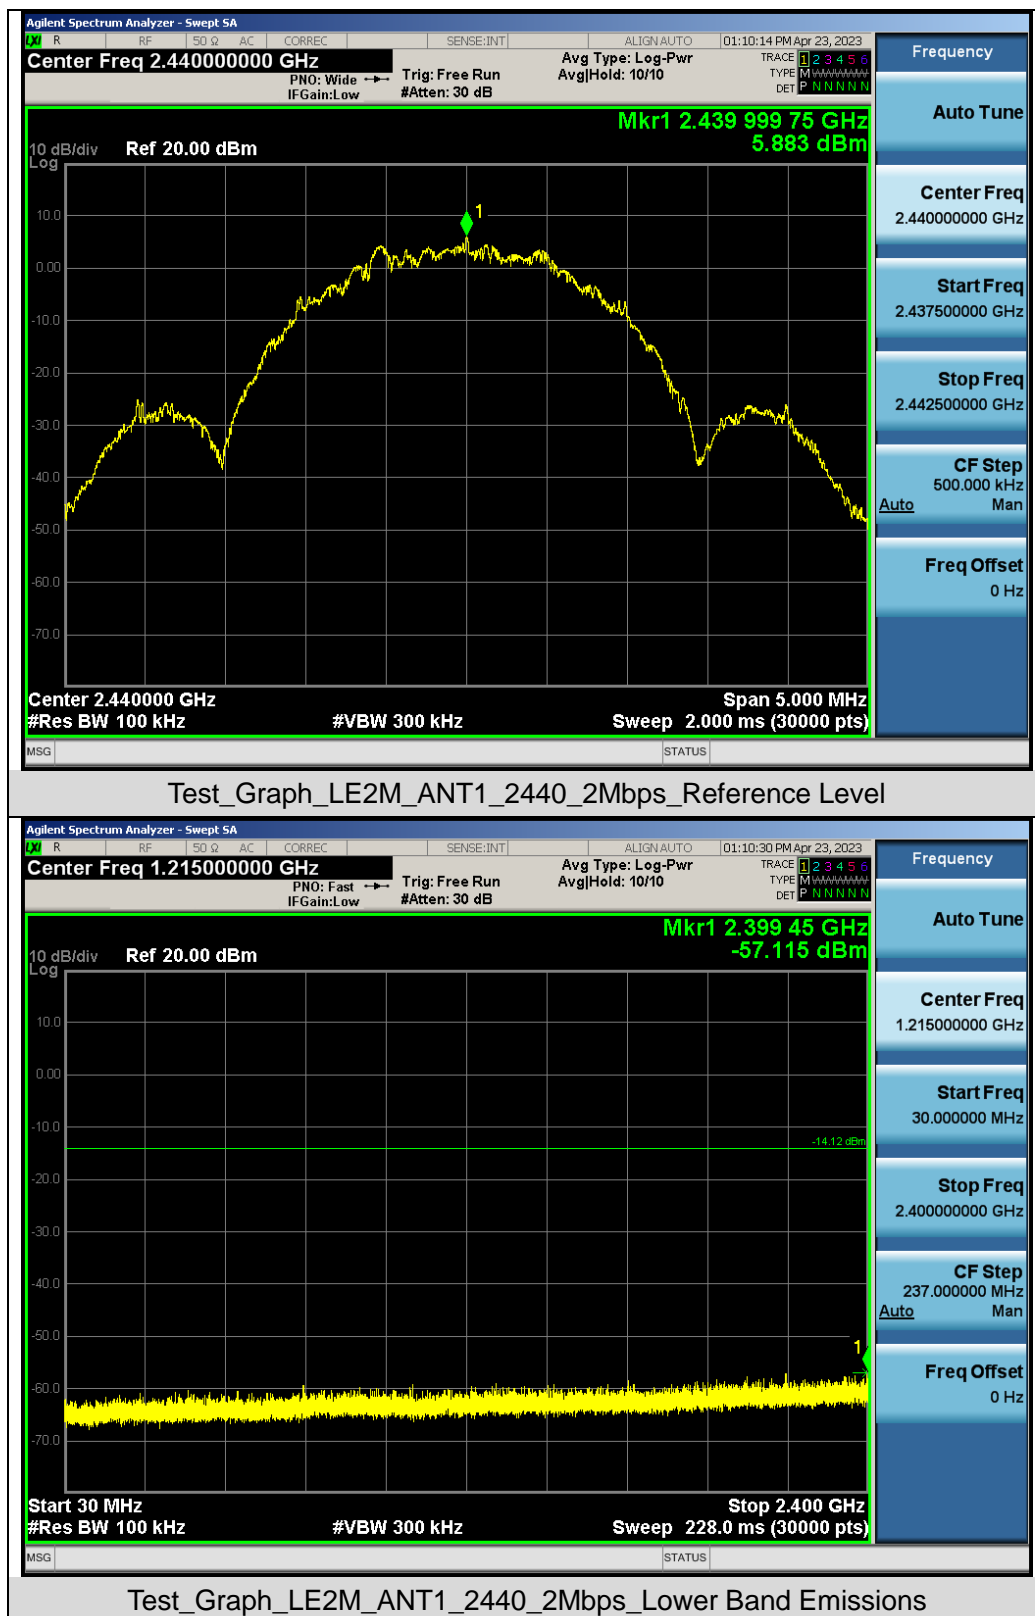 Agilent Spectrum Analyzer - Swept SA
LXI R RF 50 Ω AC CORREC SENSE:INT ALIGN AUTO 01:10:14 PM Apr 23, 2023
Center Freq 2.440000000 GHz
PNO: Wide
IFGain:Low
Trig: Free Run
#Atten: 30 dB
Avg Type: Log-Pwr
Avg|Hold: 10/10
TRACE 1 2 3 4 5 6
TYPE M WWWWW
DET P N N N N N
Mkr1 2.439 999 75 GHz
5.883 dBm
10 dB/div Ref 20.00 dBm
Log
10.0
0.00
-10.0
-20.0
-30.0
-40.0
-50.0
-60.0
-70.0
1
Center 2.440000 GHz Span 5.000 MHz
#Res BW 100 kHz #VBW 300 kHz Sweep 2.000 ms (30000 pts)
MSG STATUS
Frequency
Auto Tune
Center Freq
2.440000000 GHz
Start Freq
2.437500000 GHz
Stop Freq
2.442500000 GHz
CF Step
500.000 kHz
Auto Man
Freq Offset
0 Hz
Test_Graph_LE2M_ANT1_2440_2Mbps_Reference Level
Agilent Spectrum Analyzer - Swept SA
LXI R RF 50 Ω AC CORREC SENSE:INT ALIGN AUTO 01:10:30 PM Apr 23, 2023
Center Freq 1.215000000 GHz
PNO: Fast
IFGain:Low
Trig: Free Run
#Atten: 30 dB
Avg Type: Log-Pwr
Avg|Hold: 10/10
TRACE 1 2 3 4 5 6
TYPE M WWWWW
DET P N N N N N
Mkr1 2.399 45 GHz
-57.115 dBm
10 dB/div Ref 20.00 dBm
Log
10.0
0.00
-10.0
-14.12 dBm
-20.0
-30.0
-40.0
-50.0
1
-60.0
-70.0
Start 30 MHz Stop 2.400 GHz
#Res BW 100 kHz #VBW 300 kHz Sweep 228.0 ms (30000 pts)
MSG STATUS
Frequency
Auto Tune
Center Freq
1.215000000 GHz
Start Freq
30.000000 MHz
Stop Freq
2.400000000 GHz
CF Step
237.000000 MHz
Auto Man
Freq Offset
0 Hz
Test_Graph_LE2M_ANT1_2440_2Mbps_Lower Band Emissions